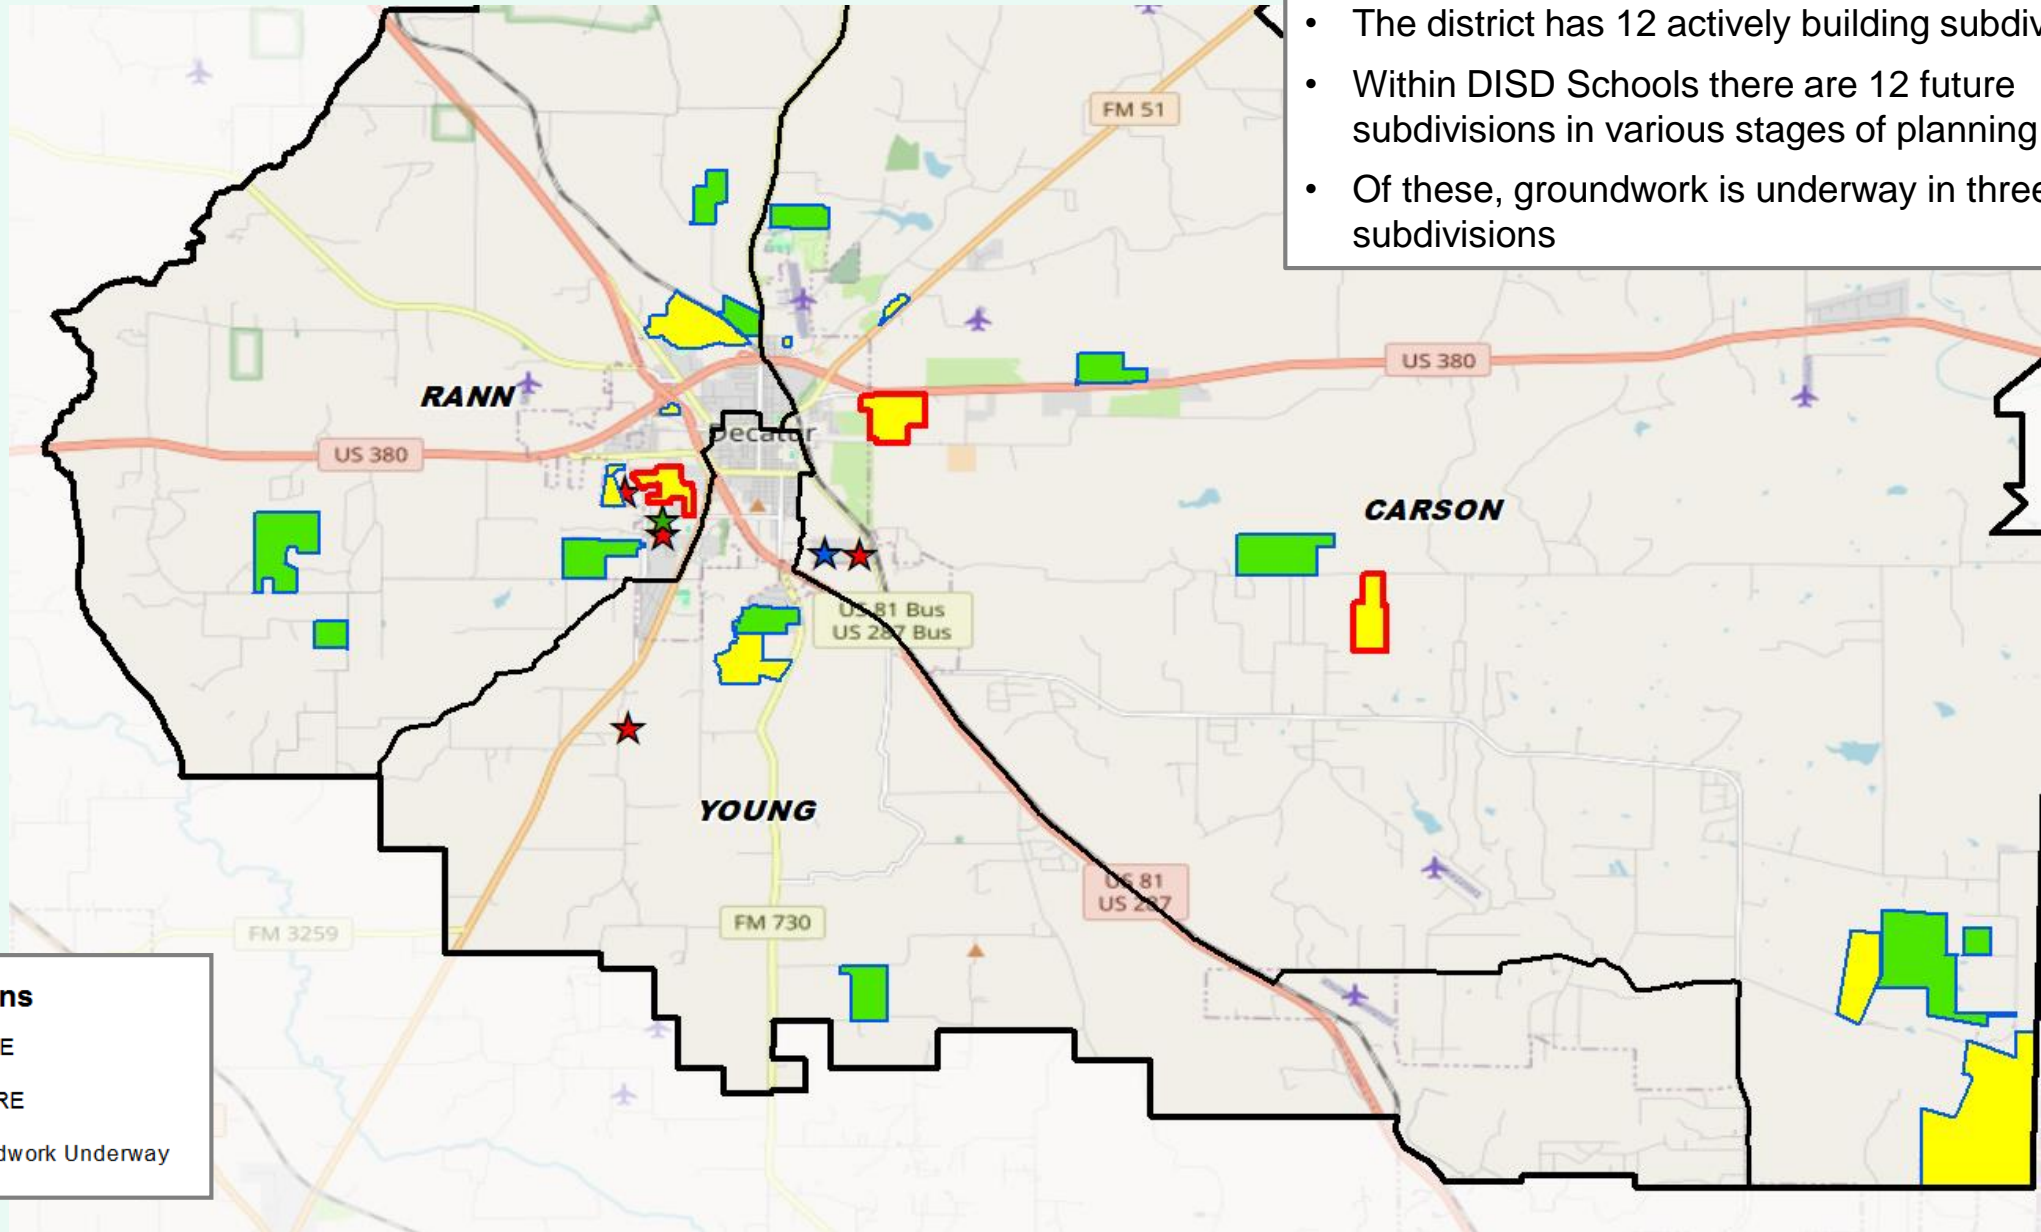 • The district has 12 actively building subdiv
• Within DISD Schools there are 12 future
subdivisions in various stages of planning
• Of these, groundwork is underway in three
subdivisions
FM 51
US 380
RANN
US 380
Decatur
CARSON
US 81 Bus
US 287 Bus
YOUNG
US 81
US 287
FM 730
FM 3259
ns
E
RE
dwork Underway